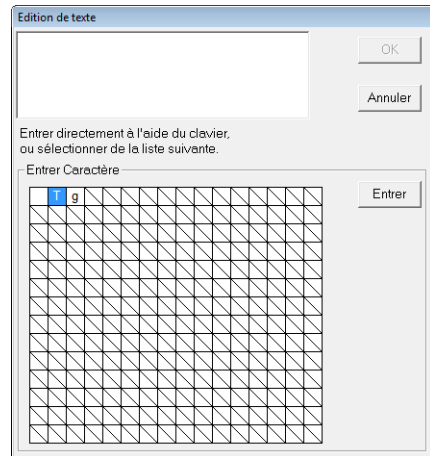 Edition de texte
OK
Annuler
Entrer directement à l'aide du clavier,
ou sélectionner de la liste suivante.
Entrer Caractère
T g
Entrer